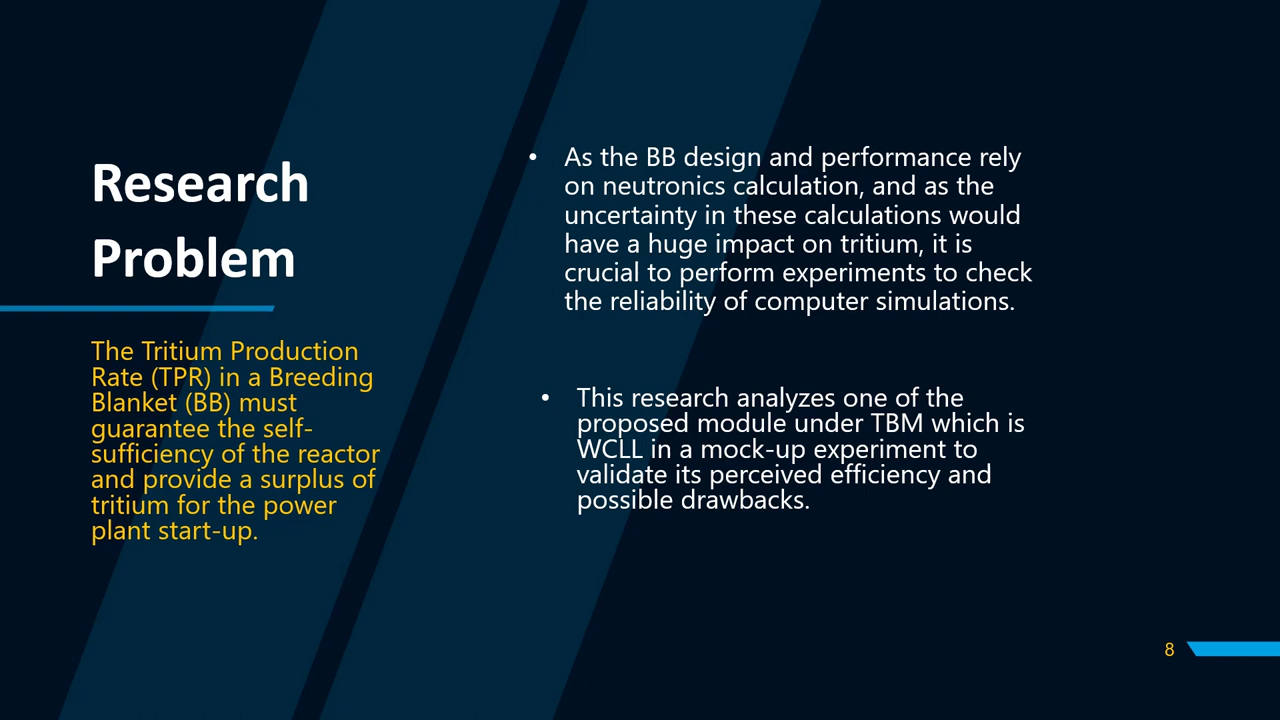 Research
Problem
The Tritium Production
Rate (TPR) in a Breeding
Blanket (BB) must
guarantee the self-
sufficiency of the reactor
and provide a surplus of
tritium for the power
plant start-up.
• As the BB design and performance rely
on neutronics calculation, and as the
uncertainty in these calculations would
have a huge impact on tritium, it is
crucial to perform experiments to check
the reliability of computer simulations.
• This research analyzes one of the
proposed module under TBM which is
WCLL in a mock-up experiment to
validate its perceived efficiency and
possible drawbacks.
8